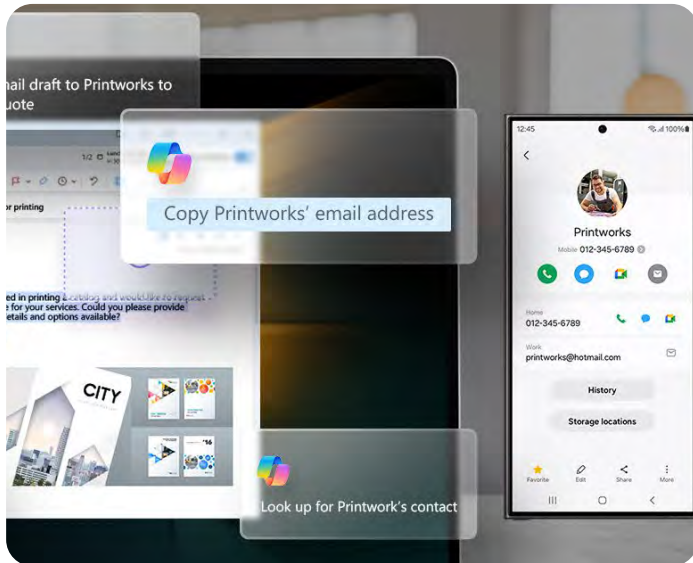 nail draft to Printworks to
uote
1/2
or printing
ed in printing a catalog and would like to request
e for your services. Could you please provide
details and options available?
CITY
'16
Copy Printworks' email address
Look up for Printwork's contact
12:45
100%
Printworks
Mobile 012-345-6789
Home
012-345-6789
Work
printworks@hotmail.com
History
Storage locations
Favorite
Edit
Share
More